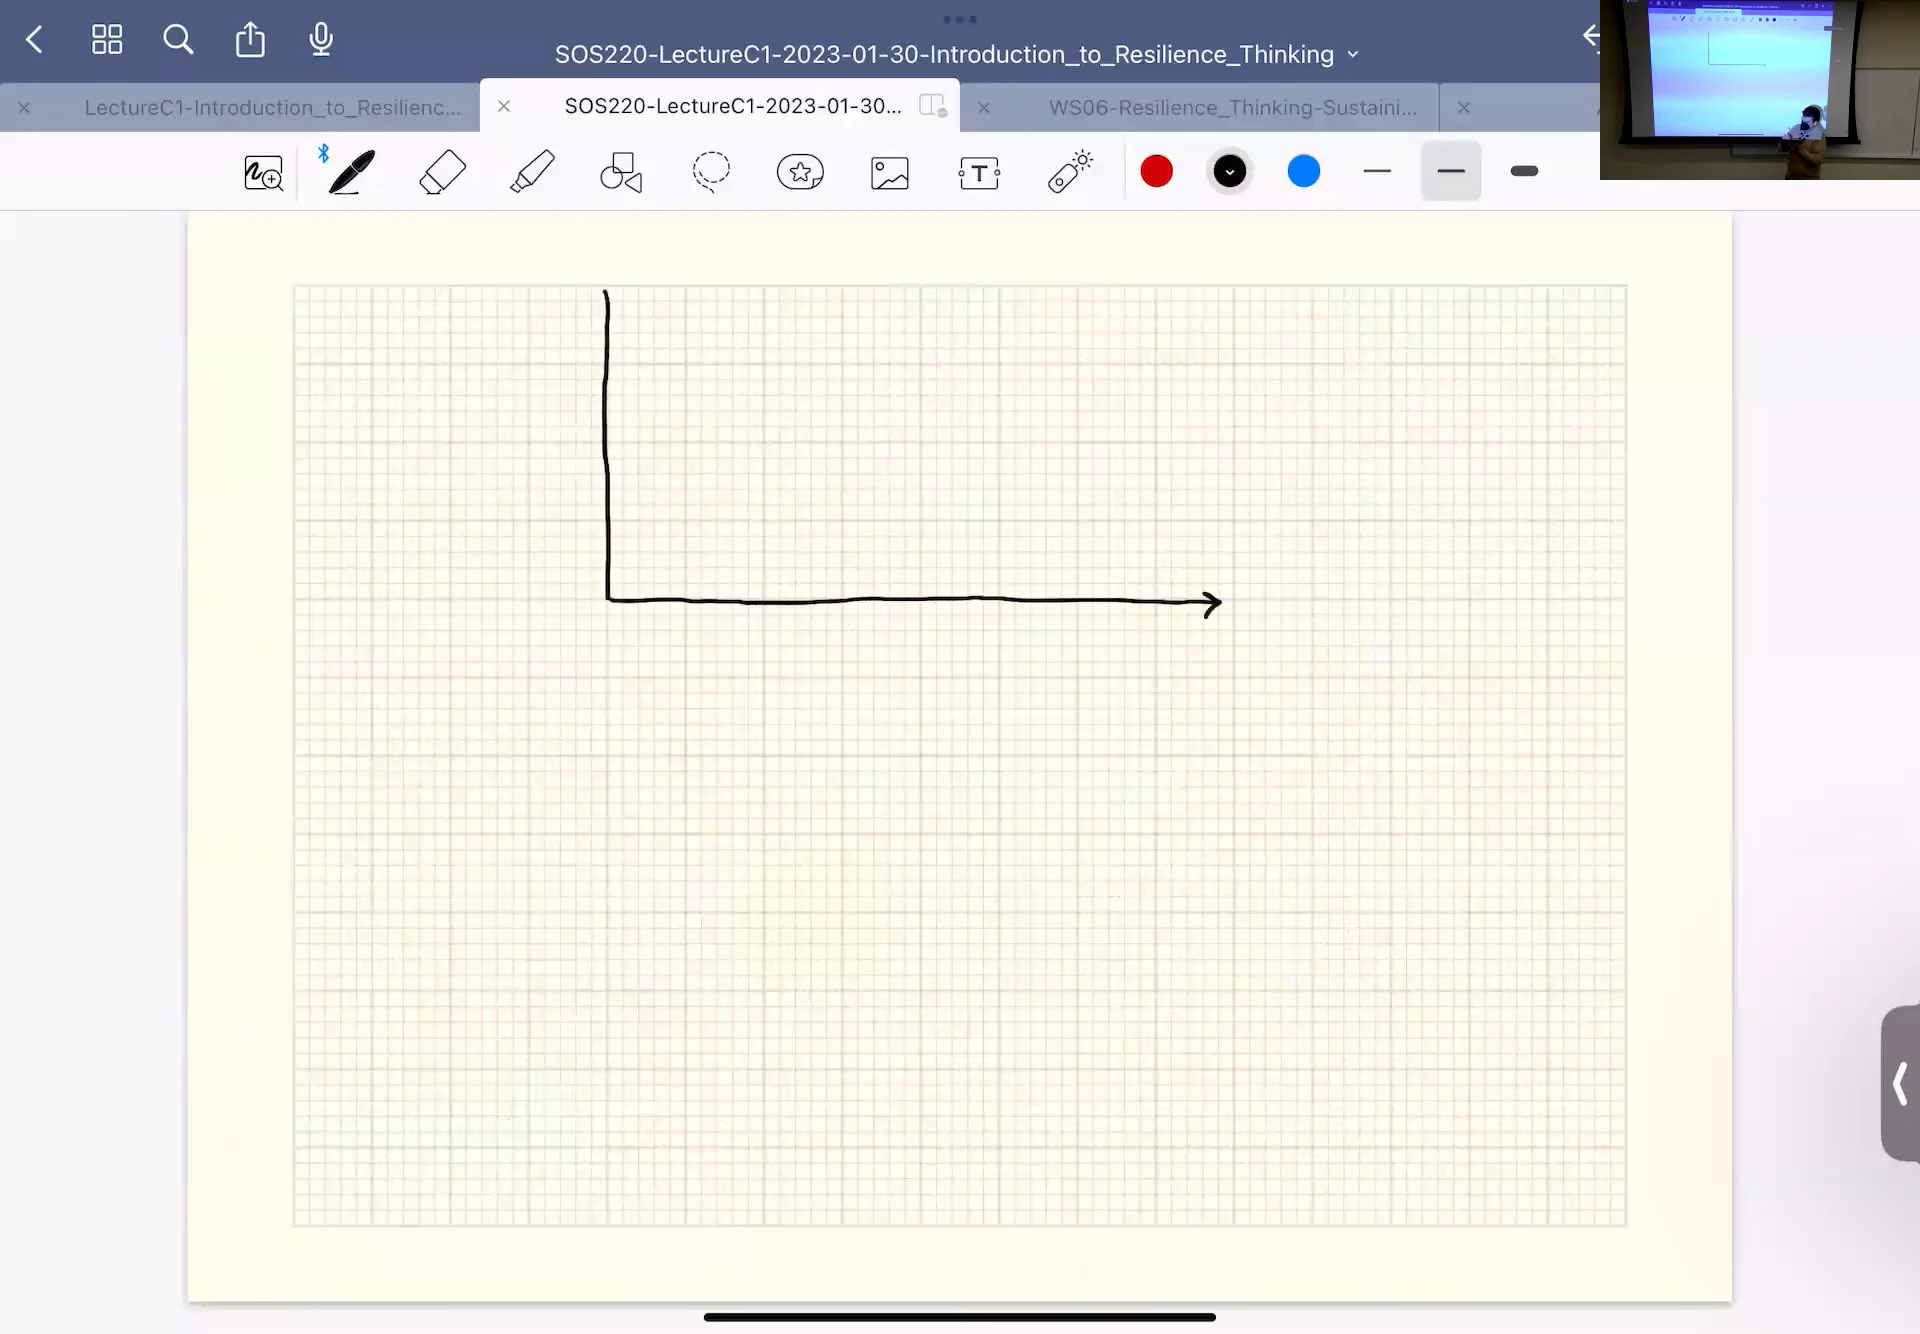 SOS220-LectureC1-2023-01-30-Introduction_to_Resilience_Thinking
LectureC1-Introduction_to_Resilienc...
SOS220-LectureC1-2023-01-30...
WS06-Resilience_Thinking-Sustaini...
T